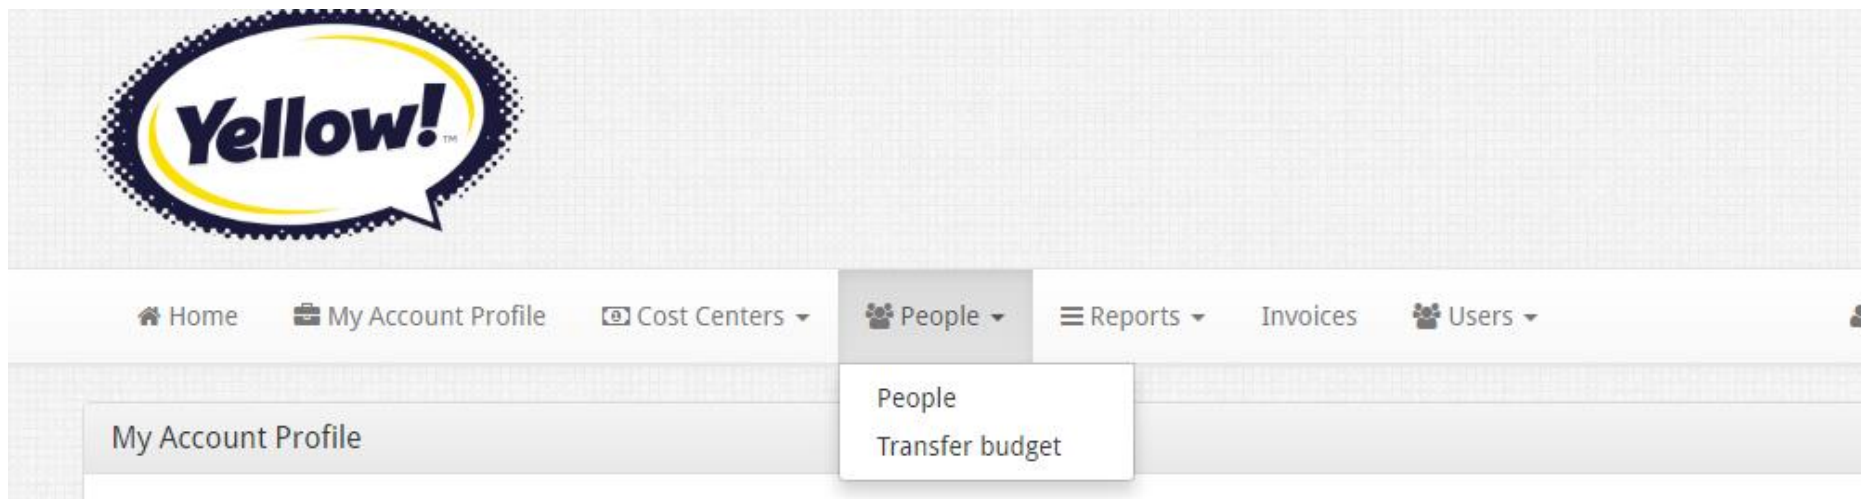 Yellow!™
Home My Account Profile Cost Centers People Reports Invoices Users
People
Transfer budget
My Account Profile